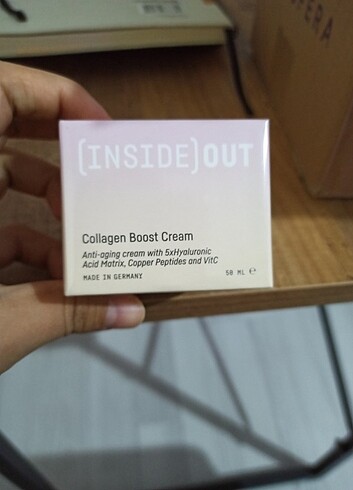 (INSIDE)OUT
Collagen Boost Cream
Anti-aging cream with 5xHyaluronic
Acid Matrix, Copper Peptides and VitC
MADE IN GERMANY
50 ML ℮